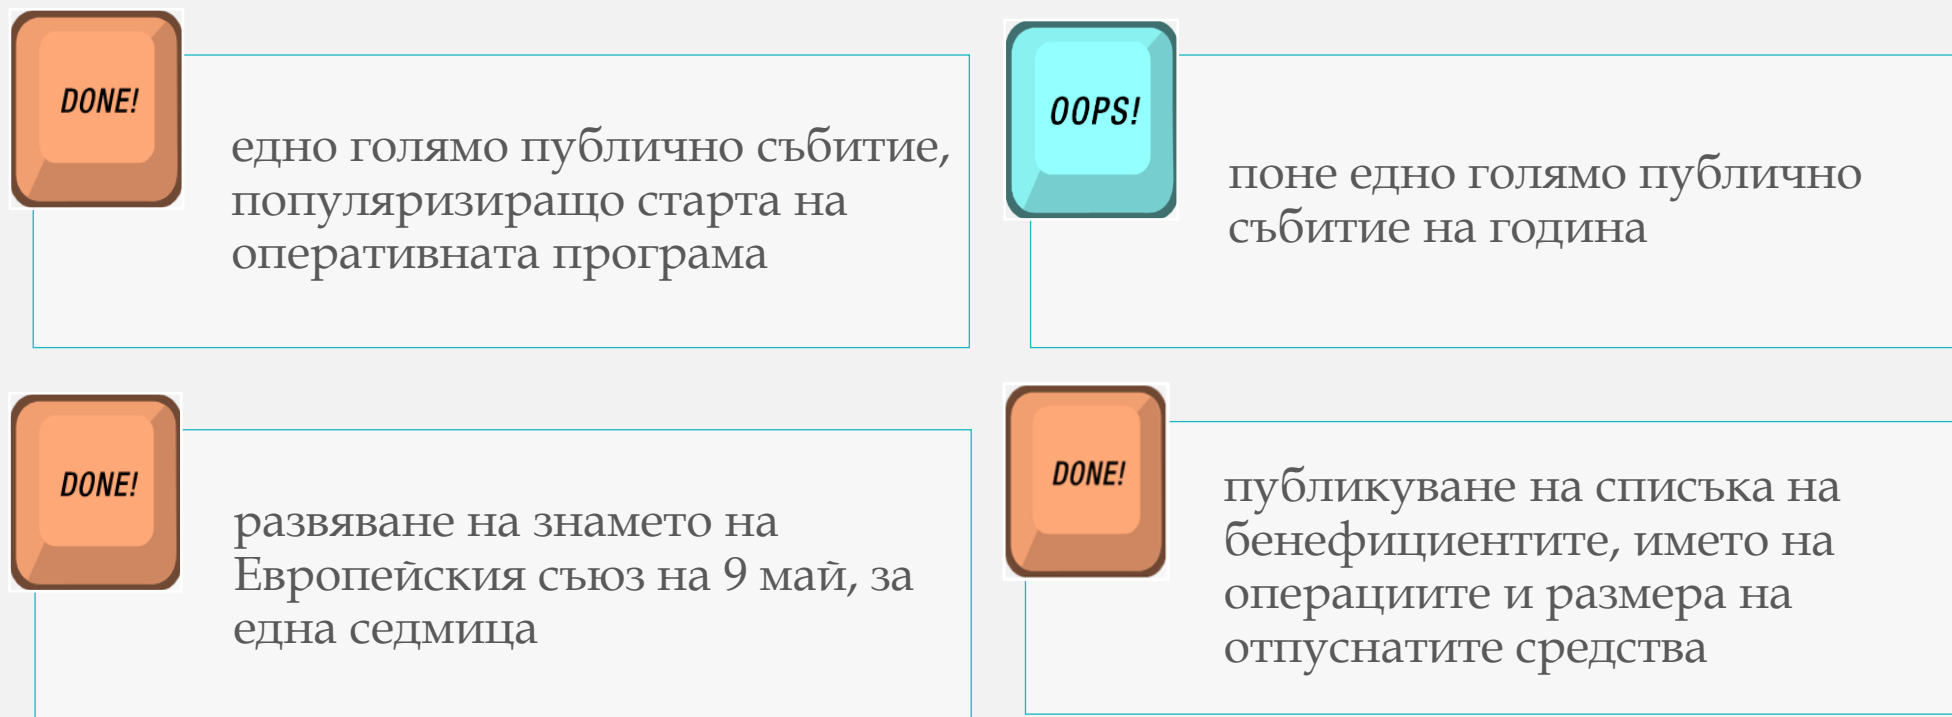 DONE!
едно голямо публично събитие,
популяризиращо старта на
оперативната програма
OOPS!
поне едно голямо публично
събитие на година
DONE!
развяване на знамето на
Европейския съюз на 9 май, за
една седмица
DONE!
публикуване на списъка на
бенефициентите, името на
операциите и размера на
отпуснатите средства